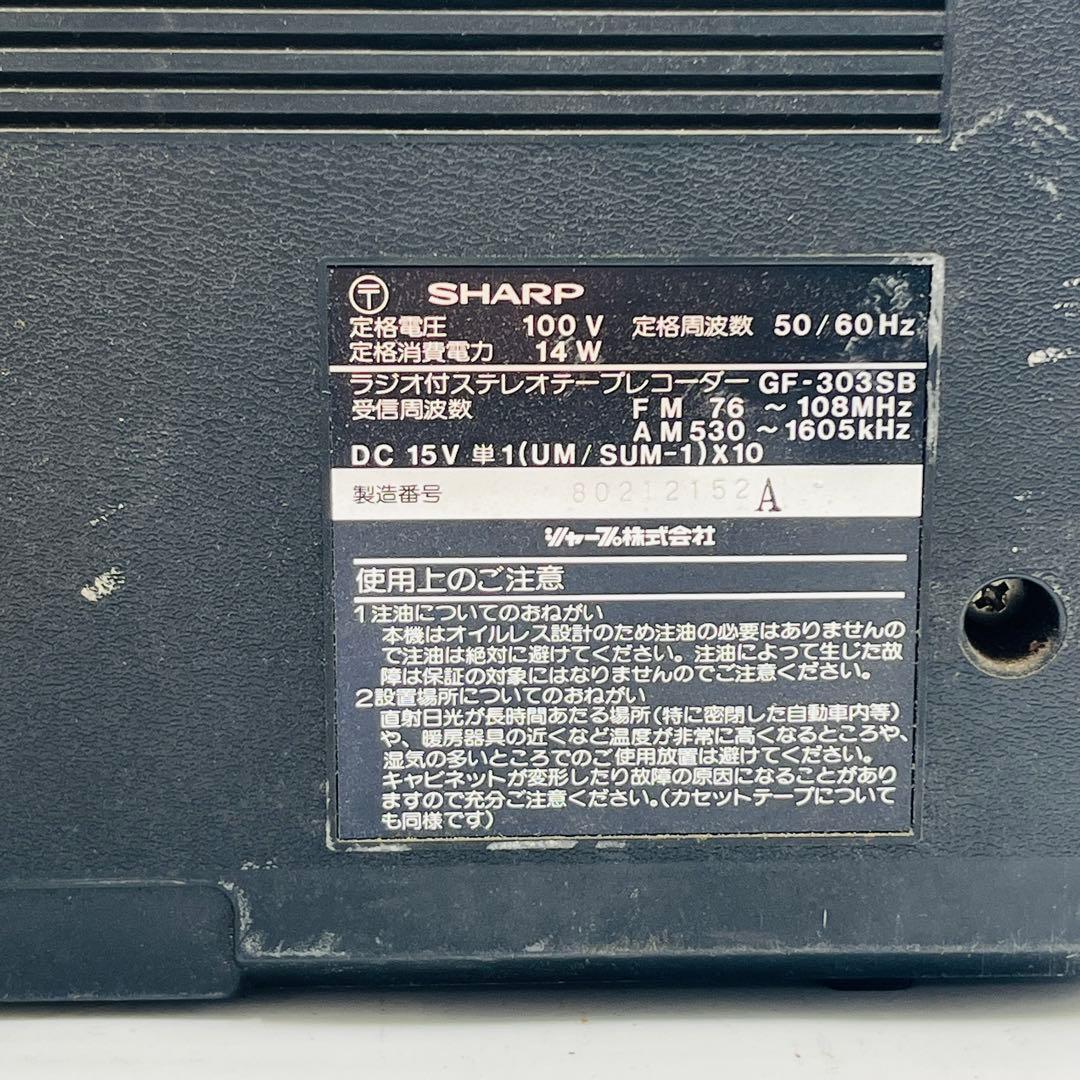 〒 SHARP
定格電圧 100V 定格周波数 50/60Hz
定格消費電力 14W
ラジオ付ステレオテープレコーダー GF-303SB
受信周波数 FM 76 ~ 108MHz
AM 530 ~ 1605kHz
DC 15V 単1(UM/SUM-1)X10
製造番号 80212152A
シャープ株式会社
使用上のご注意
1 注油についてのおねがい
本機はオイルレス設計のため注油の必要はありませんの
で注油は絶対に避けてください。注油によって生じた故
障は保証の対象にはなりませんのでご注意ください。
2 設置場所についてのおねがい
直射日光が長時間あたる場所(特に密閉した自動車内等)
や、暖房器具の近くなど温度が非常に高くなるところや、
湿気の多いところでのご使用放置は避けてください。
キャビネットが変形したり故障の原因になることがあり
ますので充分ご注意ください。(カセットテープについて
も同様です)